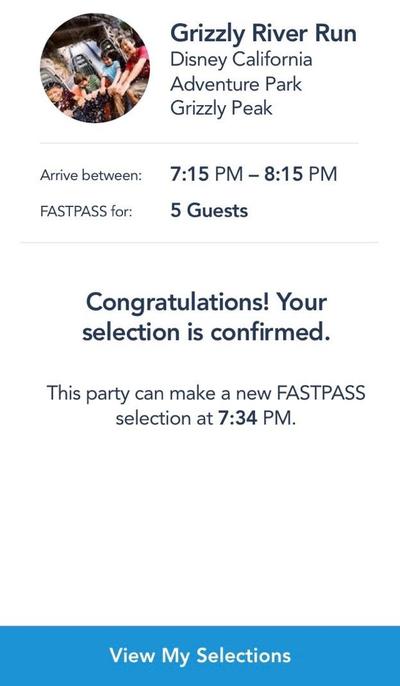 Grizzly River Run
Disney California
Adventure Park
Grizzly Peak
Arrive between: 7:15 PM – 8:15 PM
FASTPASS for: 5 Guests
Congratulations! Your
selection is confirmed.
This party can make a new FASTPASS
selection at 7:34 PM.
View My Selections